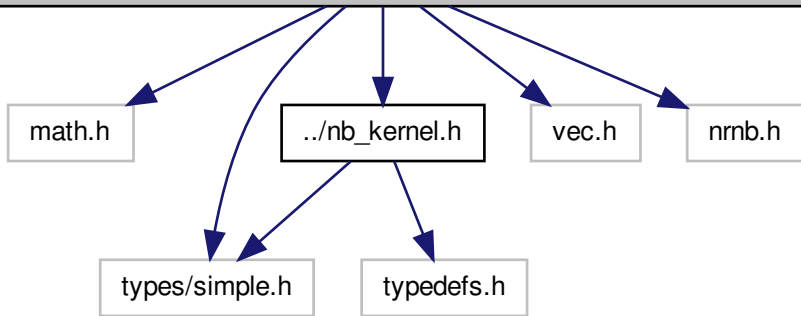 math.h
../nb_kernel.h
vec.h
nrnb.h
types/simple.h
typedefs.h